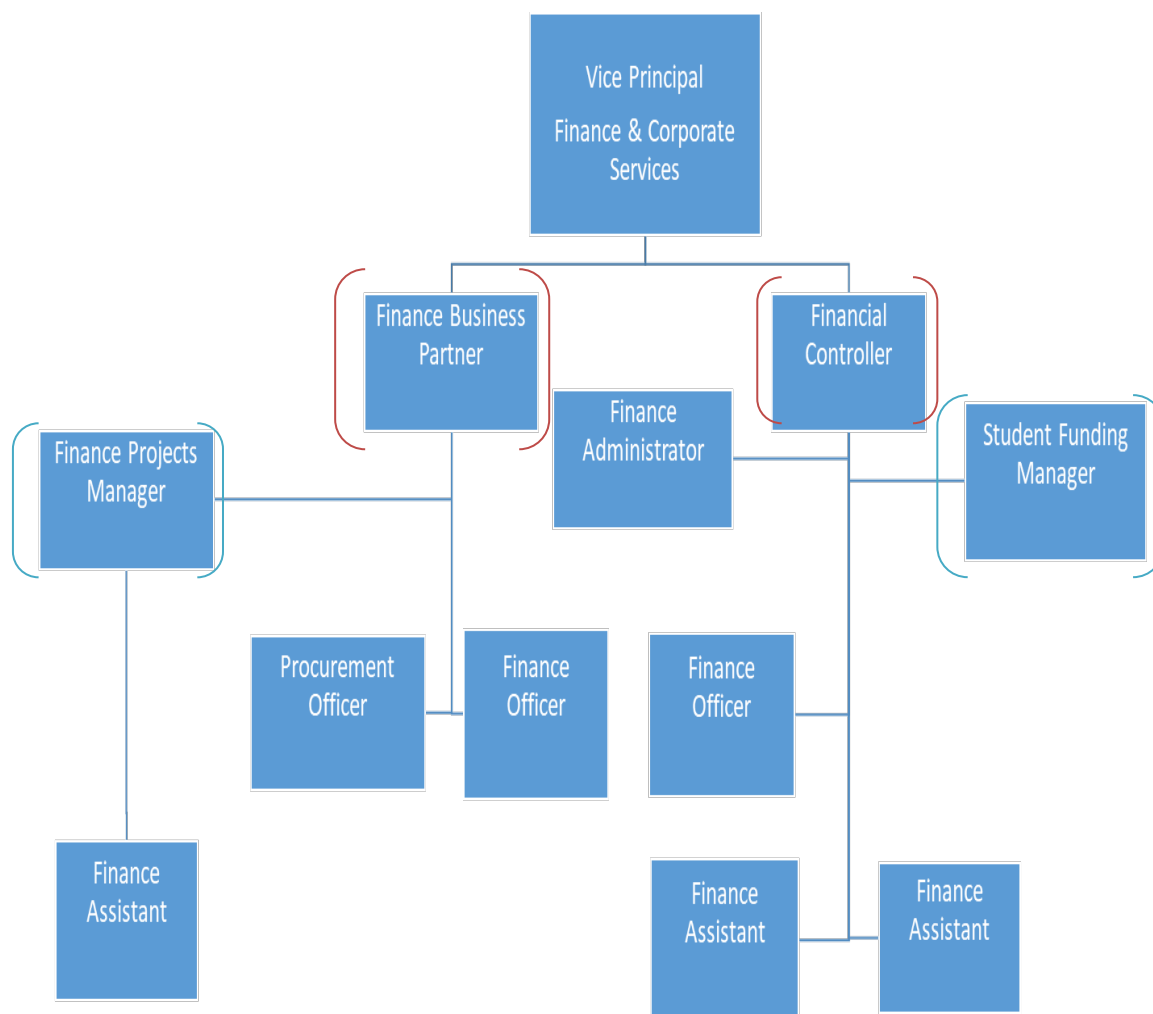 Vice Principal
Finance & Corporate
Services
Finance Business
Partner
Financial
Controller
Finance
Administrator
Student Funding
Manager
Finance Projects
Manager
Procurement
Officer
Finance
Officer
Finance
Officer
Finance
Assistant
Finance
Assistant
Finance
Assistant